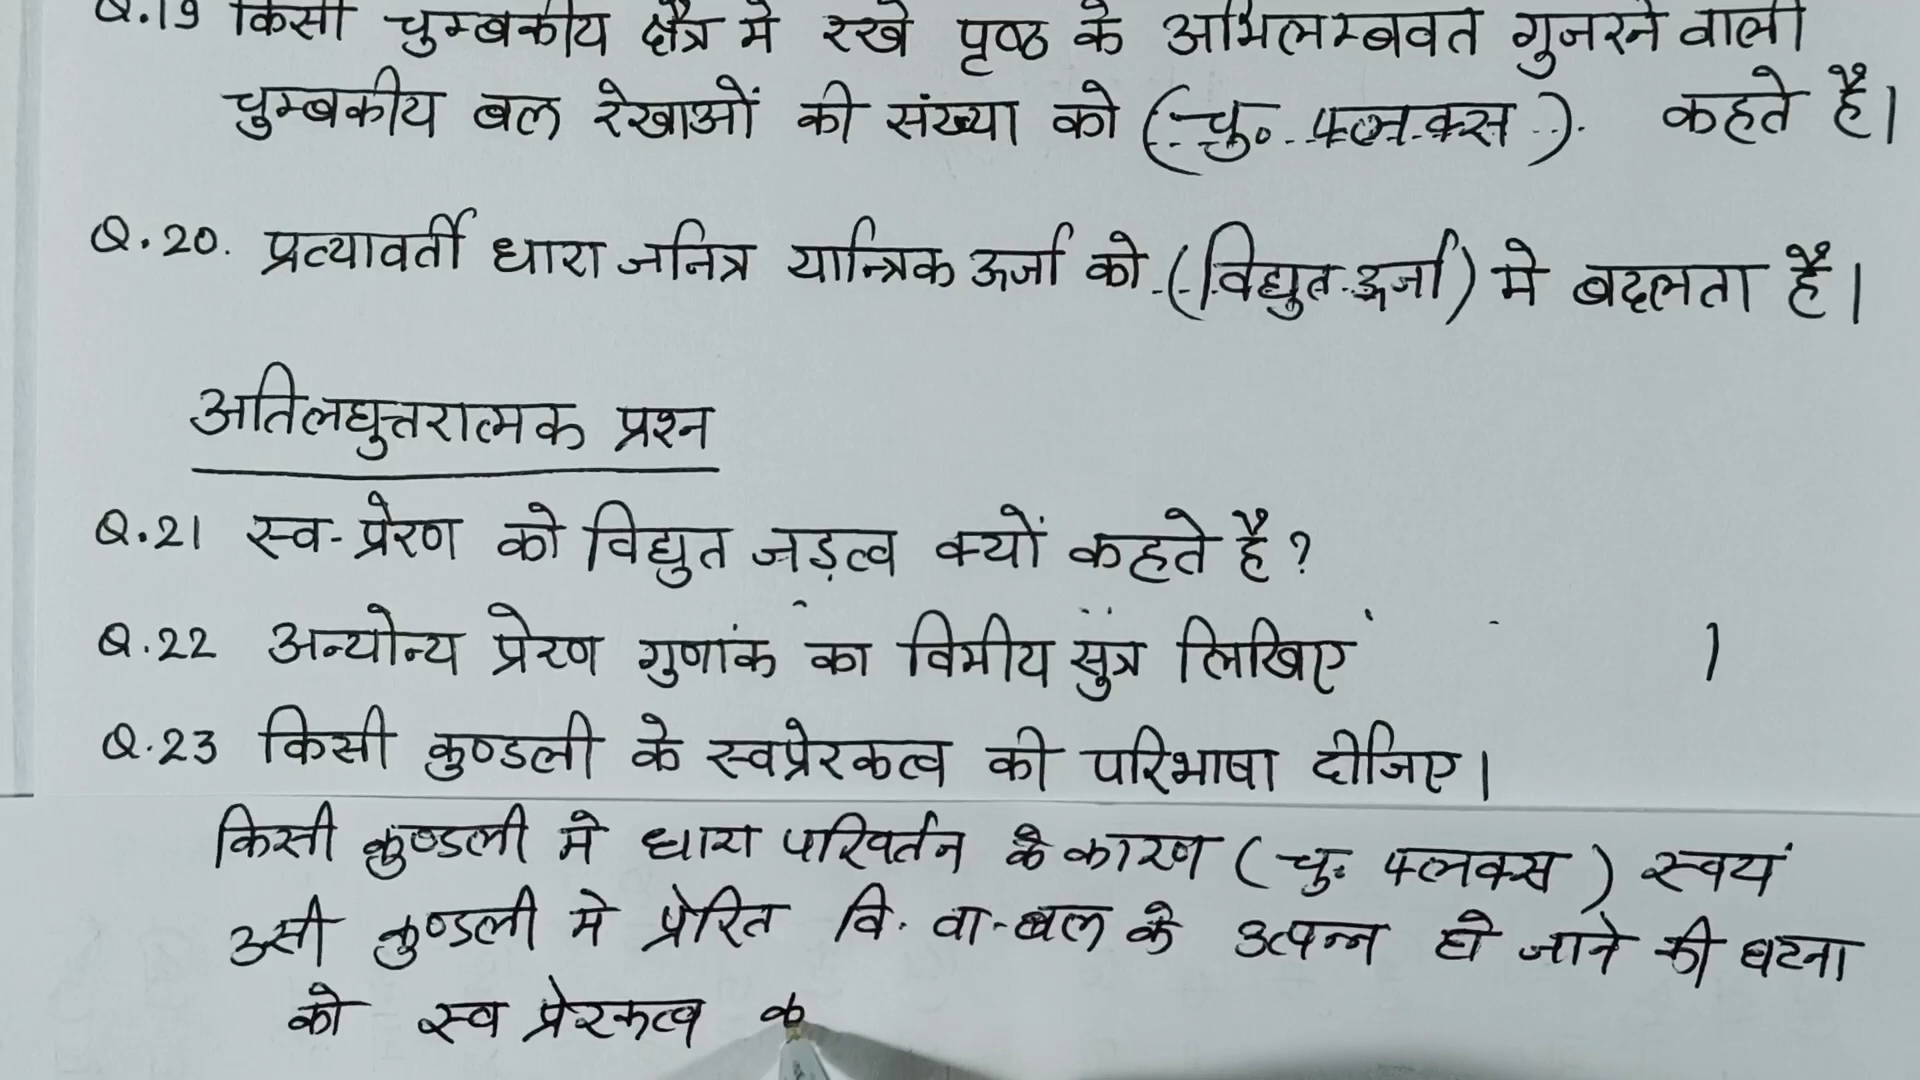 Q.19 किसी चुम्बकीय क्षेत्र मे रखे पृष्ठ के अभिलम्बवत गुजरने वाली
चुम्बकीय बल रेखाओं की संख्या को (चु. फ्लक्स) कहते है।
Q.20. प्रत्यावर्ती धारा जनित्र यान्त्रिक ऊर्जा को (विद्युत ऊर्जा) मे बदलता है।
अतिलघुत्तरात्मक प्रश्न
Q.21 स्व-प्रेरण को विद्युत जड़त्व क्यों कहते है?
Q.22 अन्योन्य प्रेरण गुणांक का विमीय सुत्र लिखिए ।
Q.23 किसी कुण्डली के स्वप्रेरकत्व की परिभाषा दीजिए।
किसी कुण्डली मे धारा परिवर्तन के कारण (चु. फ्लक्स) स्वयं
उसी कुण्डली मे प्रेरित वि. वा-बल के उत्पन्न हो जाने की घटना
को स्व प्रेरकत्व क